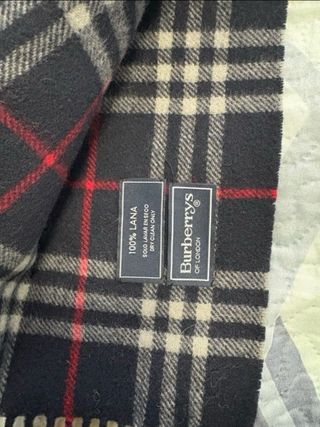 100% LANA
SOLO LAVAR EN SECO
DRY CLEAN ONLY
Burberrys®
OF LONDON